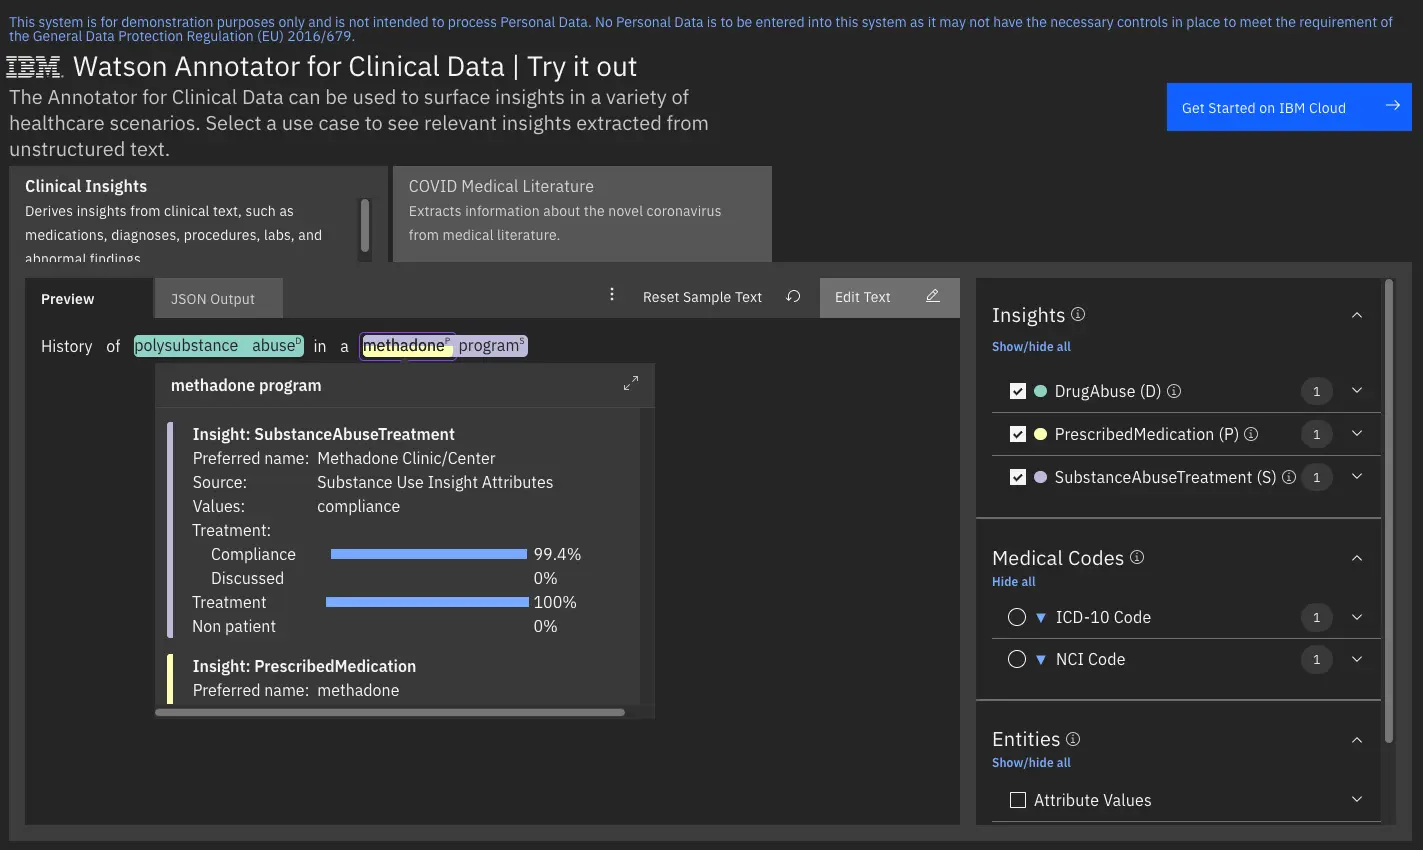 This system is for demonstration purposes only and is not intended to process Personal Data. No Personal Data is to be entered into this system as it may not have the necessary controls in place to meet the requirement of
the General Data Protection Regulation (EU) 2016/679.
IBM Watson Annotator for Clinical Data | Try it out
The Annotator for Clinical Data can be used to surface insights in a variety of
healthcare scenarios. Select a use case to see relevant insights extracted from
unstructured text.
Get Started on IBM Cloud
Clinical Insights
Derives insights from clinical text, such as
medications, diagnoses, procedures, labs, and
abnormal findings
COVID Medical Literature
Extracts information about the novel coronavirus
from medical literature.
Preview
JSON Output
Reset Sample Text
Edit Text
History of polysubstance abuse D in a methadone P program S
methadone program
Insight: SubstanceAbuseTreatment
Preferred name: Methadone Clinic/Center
Source: Substance Use Insight Attributes
Values: compliance
Treatment:
Compliance 99.4%
Discussed 0%
Treatment 100%
Non patient 0%
Insight: PrescribedMedication
Preferred name: methadone
Insights
Show/hide all
DrugAbuse (D) 1
PrescribedMedication (P) 1
SubstanceAbuseTreatment (S) 1
Medical Codes
Hide all
ICD-10 Code 1
NCI Code 1
Entities
Show/hide all
Attribute Values